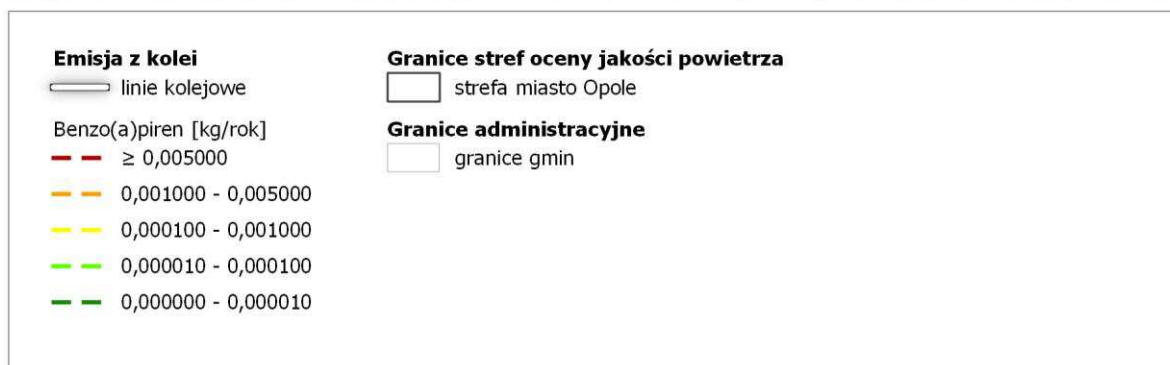 Emisja z kolei
linie kolejowe
Benzo(a)piren [kg/rok]
≥ 0,005000
0,001000 - 0,005000
0,000100 - 0,001000
0,000010 - 0,000100
0,000000 - 0,000010
Granice stref oceny jakości powietrza
strefa miasto Opole
Granice administracyjne
granice gmin